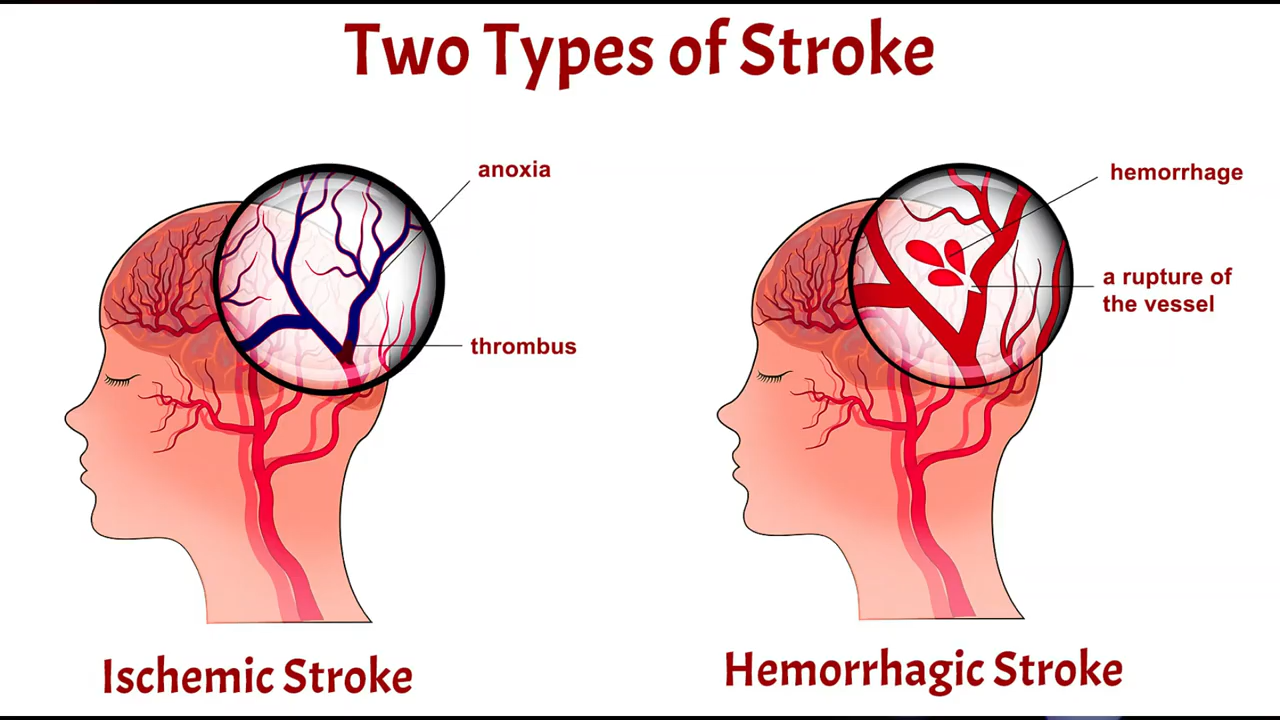 Two Types of Stroke
anoxia
thrombus
Ischemic Stroke
hemorrhage
a rupture of
the vessel
Hemorrhagic Stroke